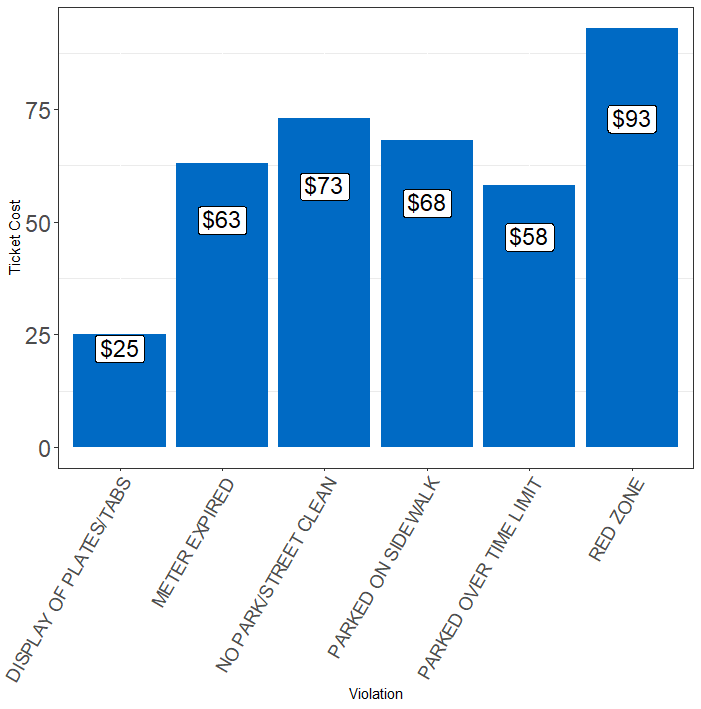 Ticket Cost
75
50
25
0
$25
$63
$73
$68
$58
$93
DISPLAY OF PLATES/TABS
METER EXPIRED
NO PARK/STREET CLEAN
PARKED ON SIDEWALK
PARKED OVER TIME LIMIT
RED ZONE
Violation